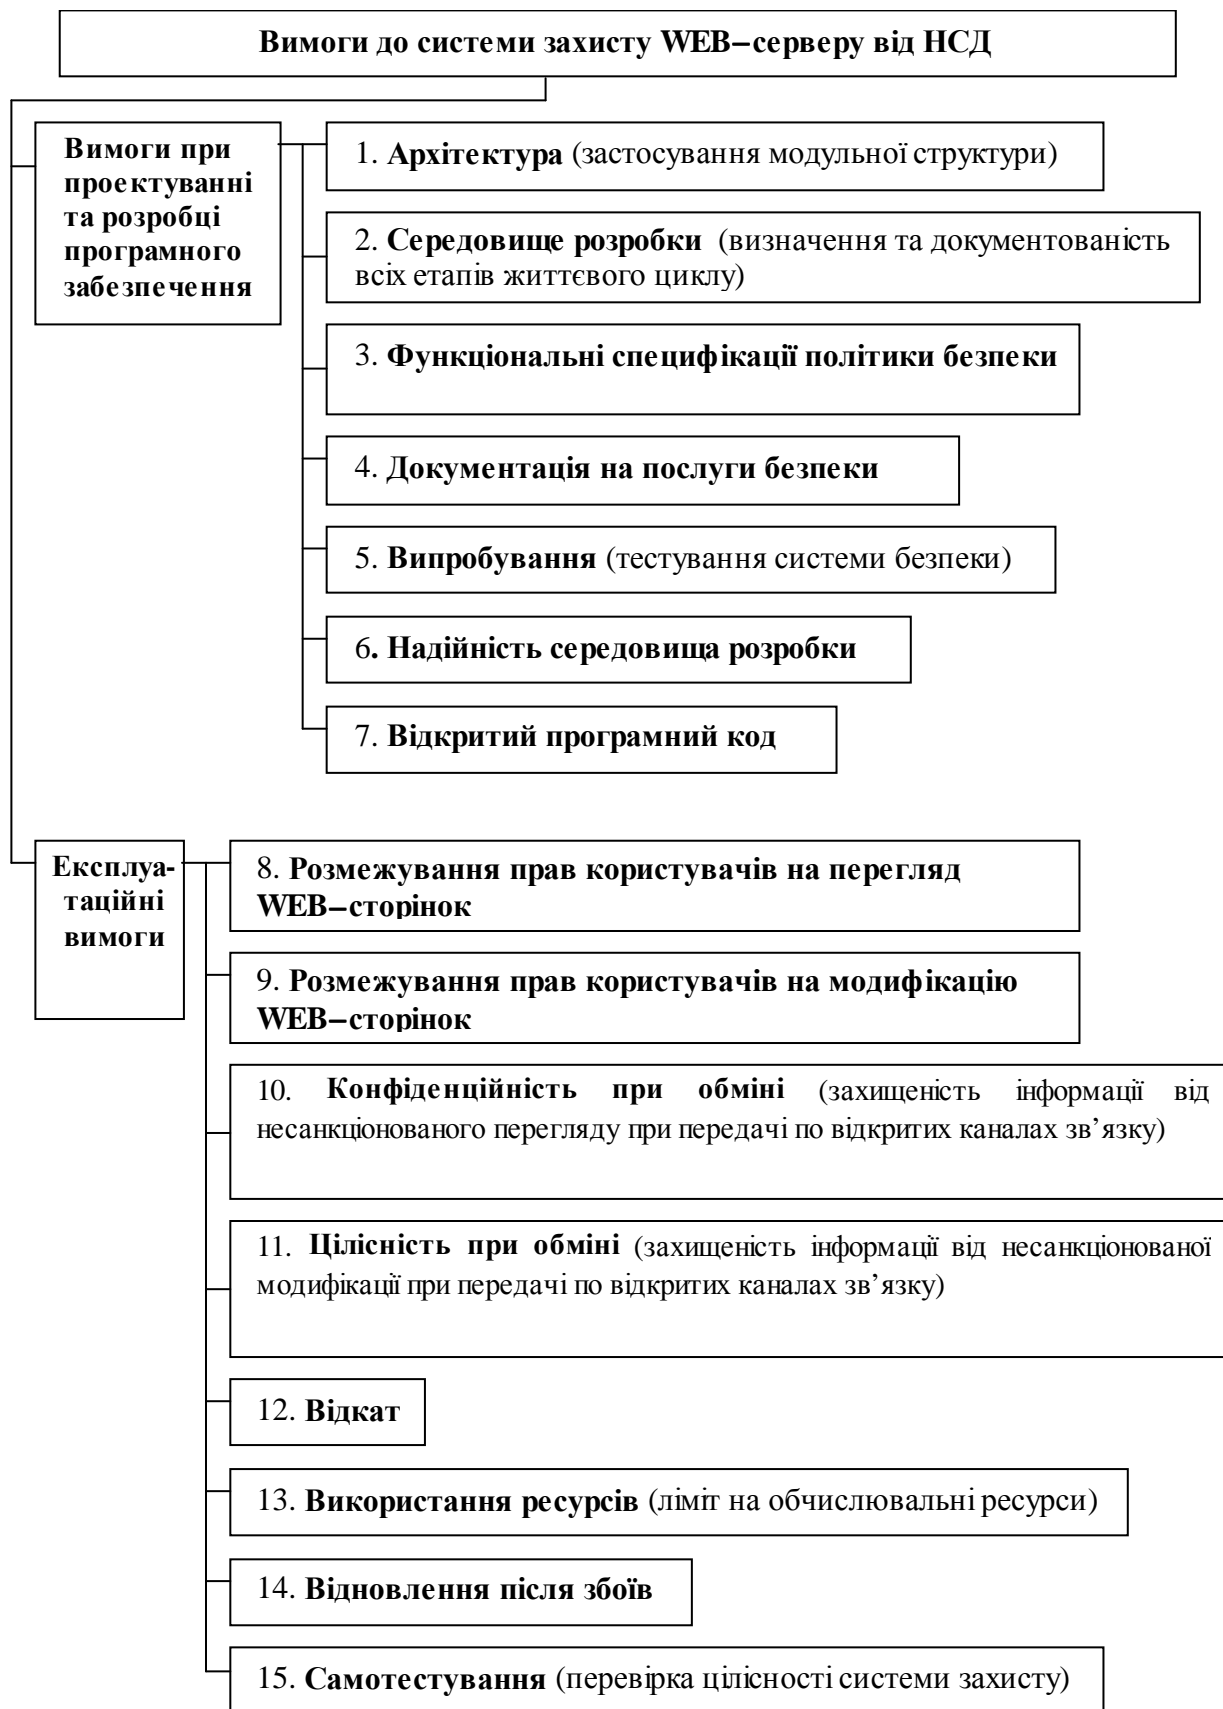 Вимоги до системи захисту WEB–серверу від НСД
Вимоги при
проектуванні
та розробці
програмного
забезпечення
1. Архітектура (застосування модульної структури)
2. Середовище розробки (визначення та документованість
всіх етапів життєвого циклу)
3. Функціональні специфікації політики безпеки
4. Документація на послуги безпеки
5. Випробування (тестування системи безпеки)
6. Надійність середовища розробки
7. Відкритий програмний код
Експлуа-
таційні
вимоги
8. Розмежування прав користувачів на перегляд
WEB–сторінок
9. Розмежування прав користувачів на модифікацію
WEB–сторінок
10. Конфіденційність при обміні (захищеність інформації від
несанкціонованого перегляду при передачі по відкритих каналах зв’язку)
11. Цілісність при обміні (захищеність інформації від несанкціонованої
модифікації при передачі по відкритих каналах зв’язку)
12. Відкат
13. Використання ресурсів (ліміт на обчислювальні ресурси)
14. Відновлення після збоїв
15. Самотестування (перевірка цілісності системи захисту)